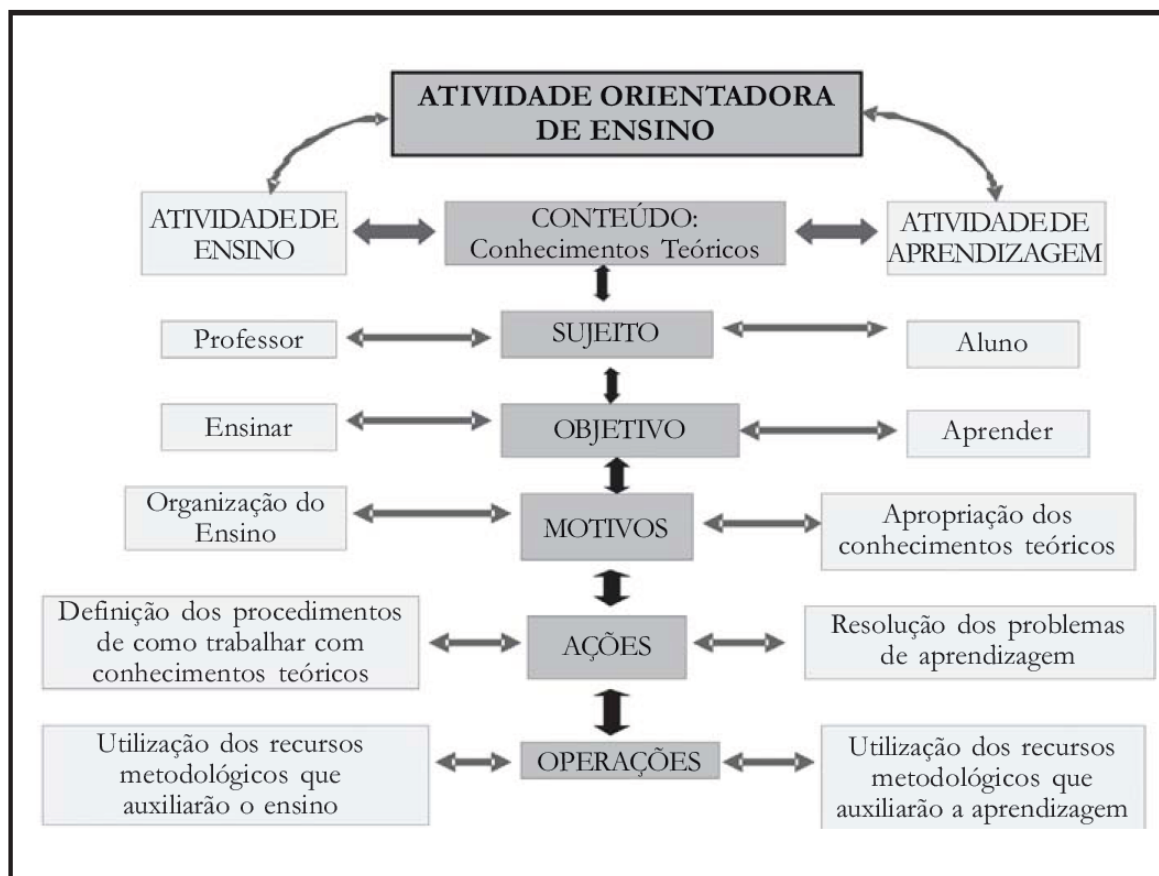 ATIVIDADE ORIENTADORA
DE ENSINO
ATIVIDADE DE
ENSINO
CONTEÚDO:
Conhecimentos Teóricos
ATIVIDADE DE
APRENDIZAGEM
Professor
SUJEITO
Aluno
Ensinar
OBJETIVO
Aprender
Organização do
Ensino
MOTIVOS
Apropriação dos
conhecimentos teóricos
Definição dos procedimentos
de como trabalhar com
conhecimentos teóricos
AÇÕES
Resolução dos problemas
de aprendizagem
Utilização dos recursos
metodológicos que
auxiliarão o ensino
OPERAÇÕES
Utilização dos recursos
metodológicos que
auxiliarão a aprendizagem